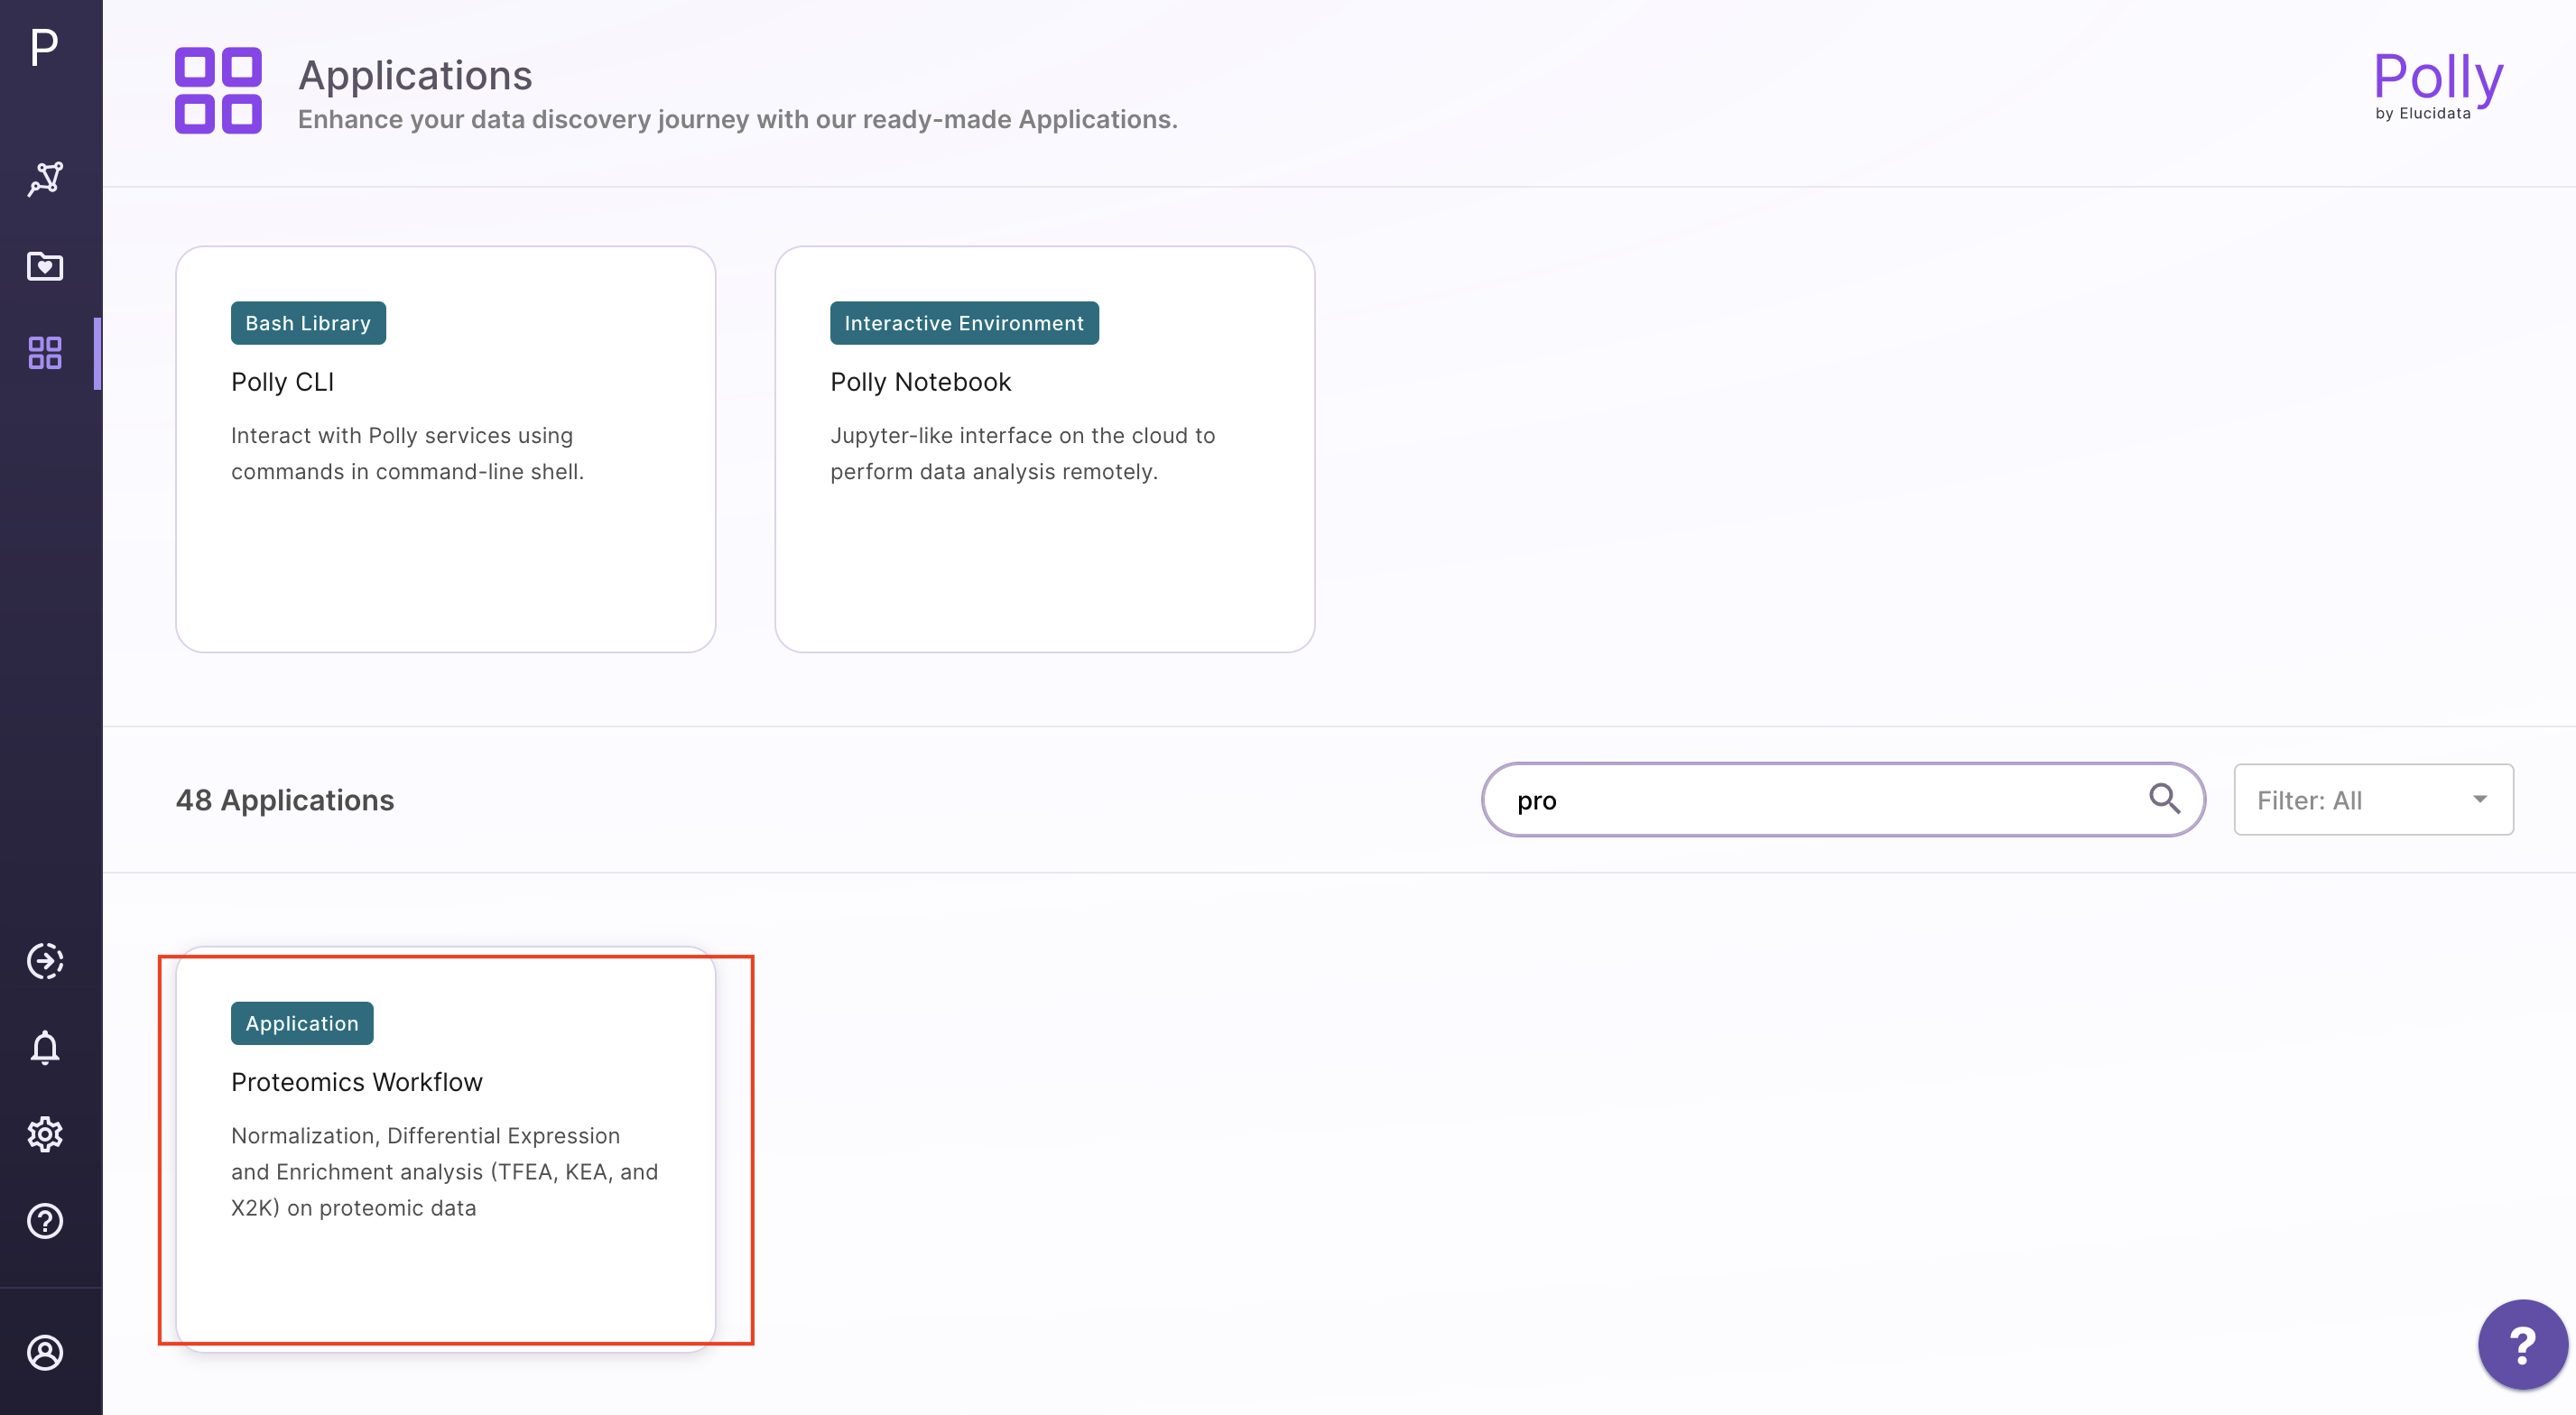 P
Applications
Enhance your data discovery journey with our ready-made Applications.
Polly
by Elucidata
Bash Library
Polly CLI
Interact with Polly services using
commands in command-line shell.
Interactive Environment
Polly Notebook
Jupyter-like interface on the cloud to
perform data analysis remotely.
48 Applications
pro
Filter: All
Application
Proteomics Workflow
Normalization, Differential Expression
and Enrichment analysis (TFEA, KEA, and
X2K) on proteomic data
?